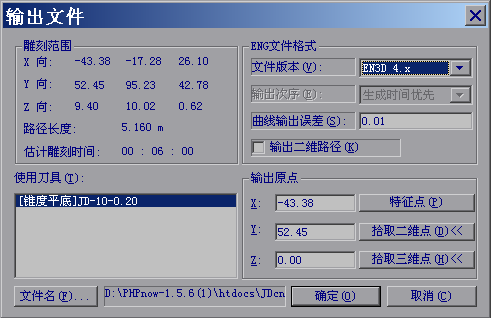 输出文件
雕刻范围
X 向: -43.38 -17.28 26.10
Y 向: 52.45 95.23 42.78
Z 向: 9.40 10.02 0.62
路径长度: 5.160 m
估计雕刻时间: 00 : 06 : 00
ENG文件格式
文件版本(V): EN3D 4.x
输出次序(E): 生成时间优先
曲线输出误差(S): 0.01
输出二维路径(K)
使用刀具(T):
[锥度平底]JD-10-0.20
输出原点
X: -43.38 特征点(P)
Y: 52.45 拾取二维点(D)<<
Z: 0.00 拾取三维点(H)<<
文件名(F)... D:\PHPnow-1.5.6(1)\htdocs\JDcn 确定(O) 取消(C)